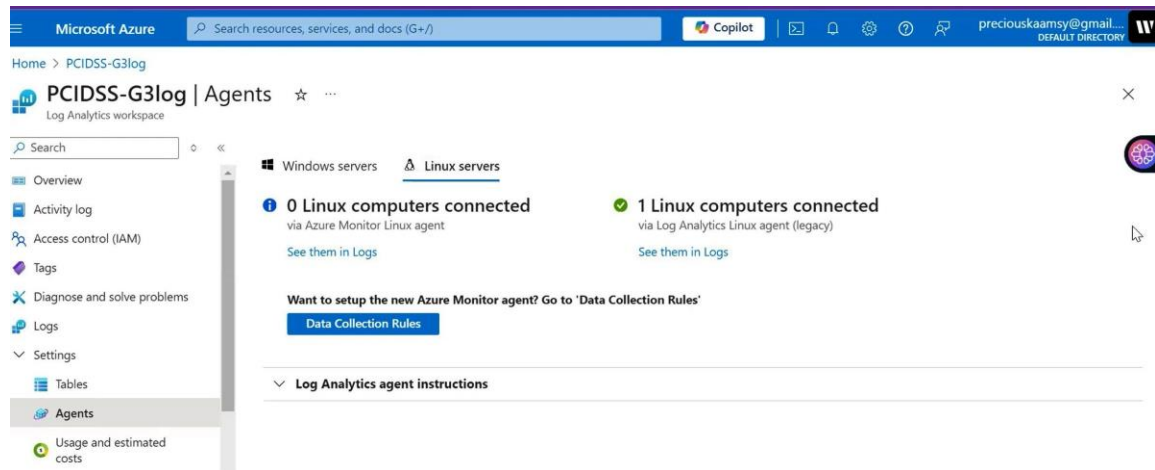 Microsoft Azure
Search resources, services, and docs (G+/)
Copilot
preciouskaamsy@gmail....
DEFAULT DIRECTORY
Home > PCIDSS-G3log
PCIDSS-G3log | Agents
Log Analytics workspace
Search
Overview
Activity log
Access control (IAM)
Tags
Diagnose and solve problems
Logs
Settings
Tables
Agents
Usage and estimated
costs
Windows servers
Linux servers
0 Linux computers connected
via Azure Monitor Linux agent
See them in Logs
1 Linux computers connected
via Log Analytics Linux agent (legacy)
See them in Logs
Want to setup the new Azure Monitor agent? Go to 'Data Collection Rules'
Data Collection Rules
Log Analytics agent instructions